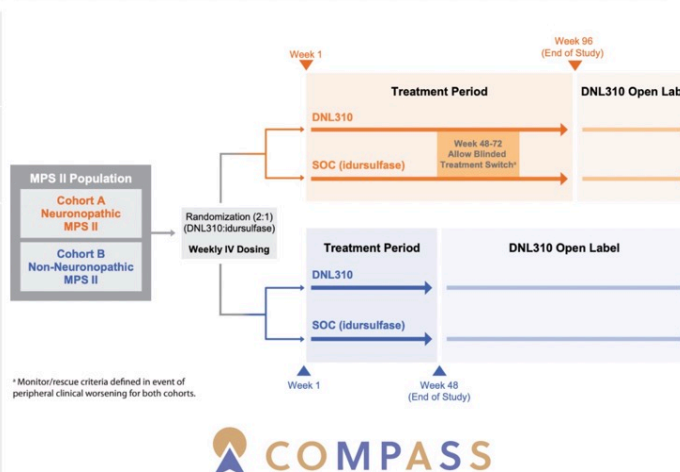 Week 1
Week 96
(End of Study)
Treatment Period
DNL310 Open Lab
DNL310
Week 48-72
Allow Blinded
Treatment Switchª
SOC (idursulfase)
MPS II Population
Cohort A
Neuronopathic
MPS II
Cohort B
Non-Neuronopathic
MPS II
Randomization (2:1)
(DNL310:idursulfase)
Weekly IV Dosing
Treatment Period
DNL310 Open Label
DNL310
SOC (idursulfase)
Week 1
Week 48
(End of Study)
ª Monitor/rescue criteria defined in event of
peripheral clinical worsening for both cohorts.
COMPASS